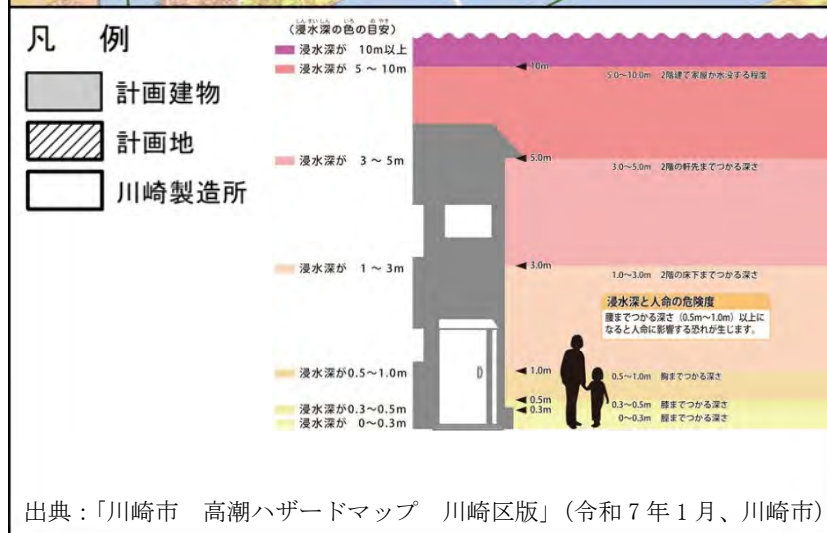 凡 例
計画建物
計画地
川崎製造所
(浸水深の色の目安)
しんすいしん いろ めやす
浸水深が 10m以上
浸水深が 5 ~ 10m
浸水深が 3 ~ 5m
浸水深が 1 ~ 3m
浸水深が0.5~1.0m
浸水深が0.3~0.5m
浸水深が 0~0.3m
◀ 10m
◀ 5.0m
◀ 3.0m
◀ 1.0m
◀ 0.5m
◀ 0.3m
5.0~10.0m 2階建て家屋が水没する程度
3.0~5.0m 2階の軒先までつかる深さ
1.0~3.0m 2階の床下までつかる深さ
浸水深と人命の危険度
腰までつかる深さ(0.5m~1.0m)以上に
なると人命に影響する恐れが生じます。
0.5~1.0m 胸までつかる深さ
0.3~0.5m 膝までつかる深さ
0~0.3m 脛までつかる深さ
出典:「川崎市 高潮ハザードマップ 川崎区版」(令和7年1月、川崎市)